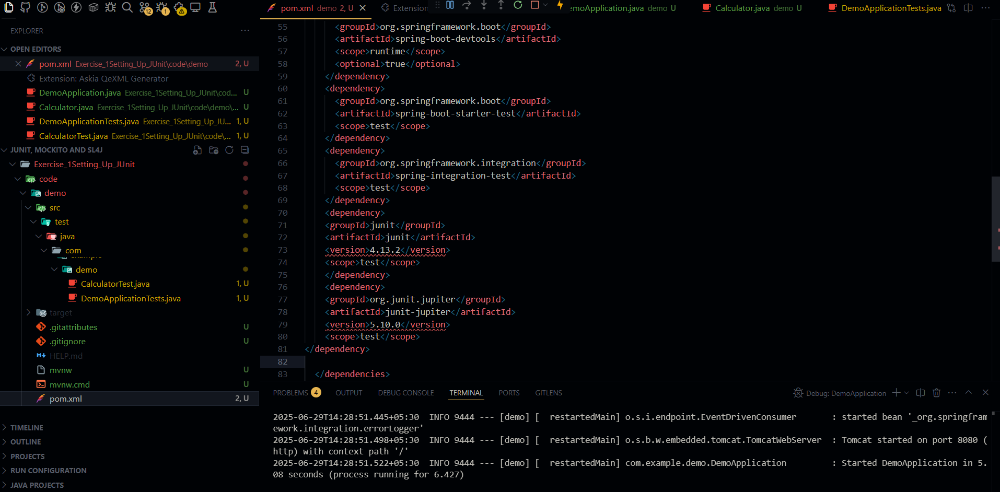 pom.xml demo 2, U
Extension
emoApplication.java demo U
Calculator.java demo U
DemoApplicationTests.java
12
1
EXPLORER
OPEN EDITORS
pom.xml Exercise_1Setting_Up_JUnit\code\demo 2, U
Extension: Askia QeXML Generator
DemoApplication.java Exercise_1Setting_Up_JUnit\cod... U
Calculator.java Exercise_1Setting_Up_JUnit\code\demo\... U
DemoApplicationTests.java Exercise_1Setting_Up_JU... 1, U
CalculatorTest.java Exercise_1Setting_Up_JUnit\code\... 1, U
JUNIT, MOCKITO AND SL4J
Exercise_1Setting_Up_JUnit
code
demo
src
test
java
com
example
demo
CalculatorTest.java 1, U
DemoApplicationTests.java 1, U
target
.gitattributes U
.gitignore U
HELP.md
mvnw U
mvnw.cmd U
pom.xml 2, U
TIMELINE
OUTLINE
PROJECTS
RUN CONFIGURATION
JAVA PROJECTS
55 <groupId>org.springframework.boot</groupId>
56 <artifactId>spring-boot-devtools</artifactId>
57 <scope>runtime</scope>
58 <optional>true</optional>
59 </dependency>
60 <dependency>
61 <groupId>org.springframework.boot</groupId>
62 <artifactId>spring-boot-starter-test</artifactId>
63 <scope>test</scope>
64 </dependency>
65 <dependency>
66 <groupId>org.springframework.integration</groupId>
67 <artifactId>spring-integration-test</artifactId>
68 <scope>test</scope>
69 </dependency>
70 <dependency>
71 <groupId>junit</groupId>
72 <artifactId>junit</artifactId>
73 <version>4.13.2</version>
74 <scope>test</scope>
75 </dependency>
76 <dependency>
77 <groupId>org.junit.jupiter</groupId>
78 <artifactId>junit-jupiter</artifactId>
79 <version>5.10.0</version>
80 <scope>test</scope>
81 </dependency>
82
83 </dependencies>
PROBLEMS 4 OUTPUT DEBUG CONSOLE TERMINAL PORTS GITLENS
Debug: DemoApplication
2025-06-29T14:28:51.445+05:30 INFO 9444 --- [demo] [ restartedMain] o.s.i.endpoint.EventDrivenConsumer : started bean '_org.springfram
ework.integration.errorLogger'
2025-06-29T14:28:51.498+05:30 INFO 9444 --- [demo] [ restartedMain] o.s.b.w.embedded.tomcat.TomcatWebServer : Tomcat started on port 8080 (
http) with context path '/'
2025-06-29T14:28:51.522+05:30 INFO 9444 --- [demo] [ restartedMain] com.example.demo.DemoApplication : Started DemoApplication in 5.
08 seconds (process running for 6.427)